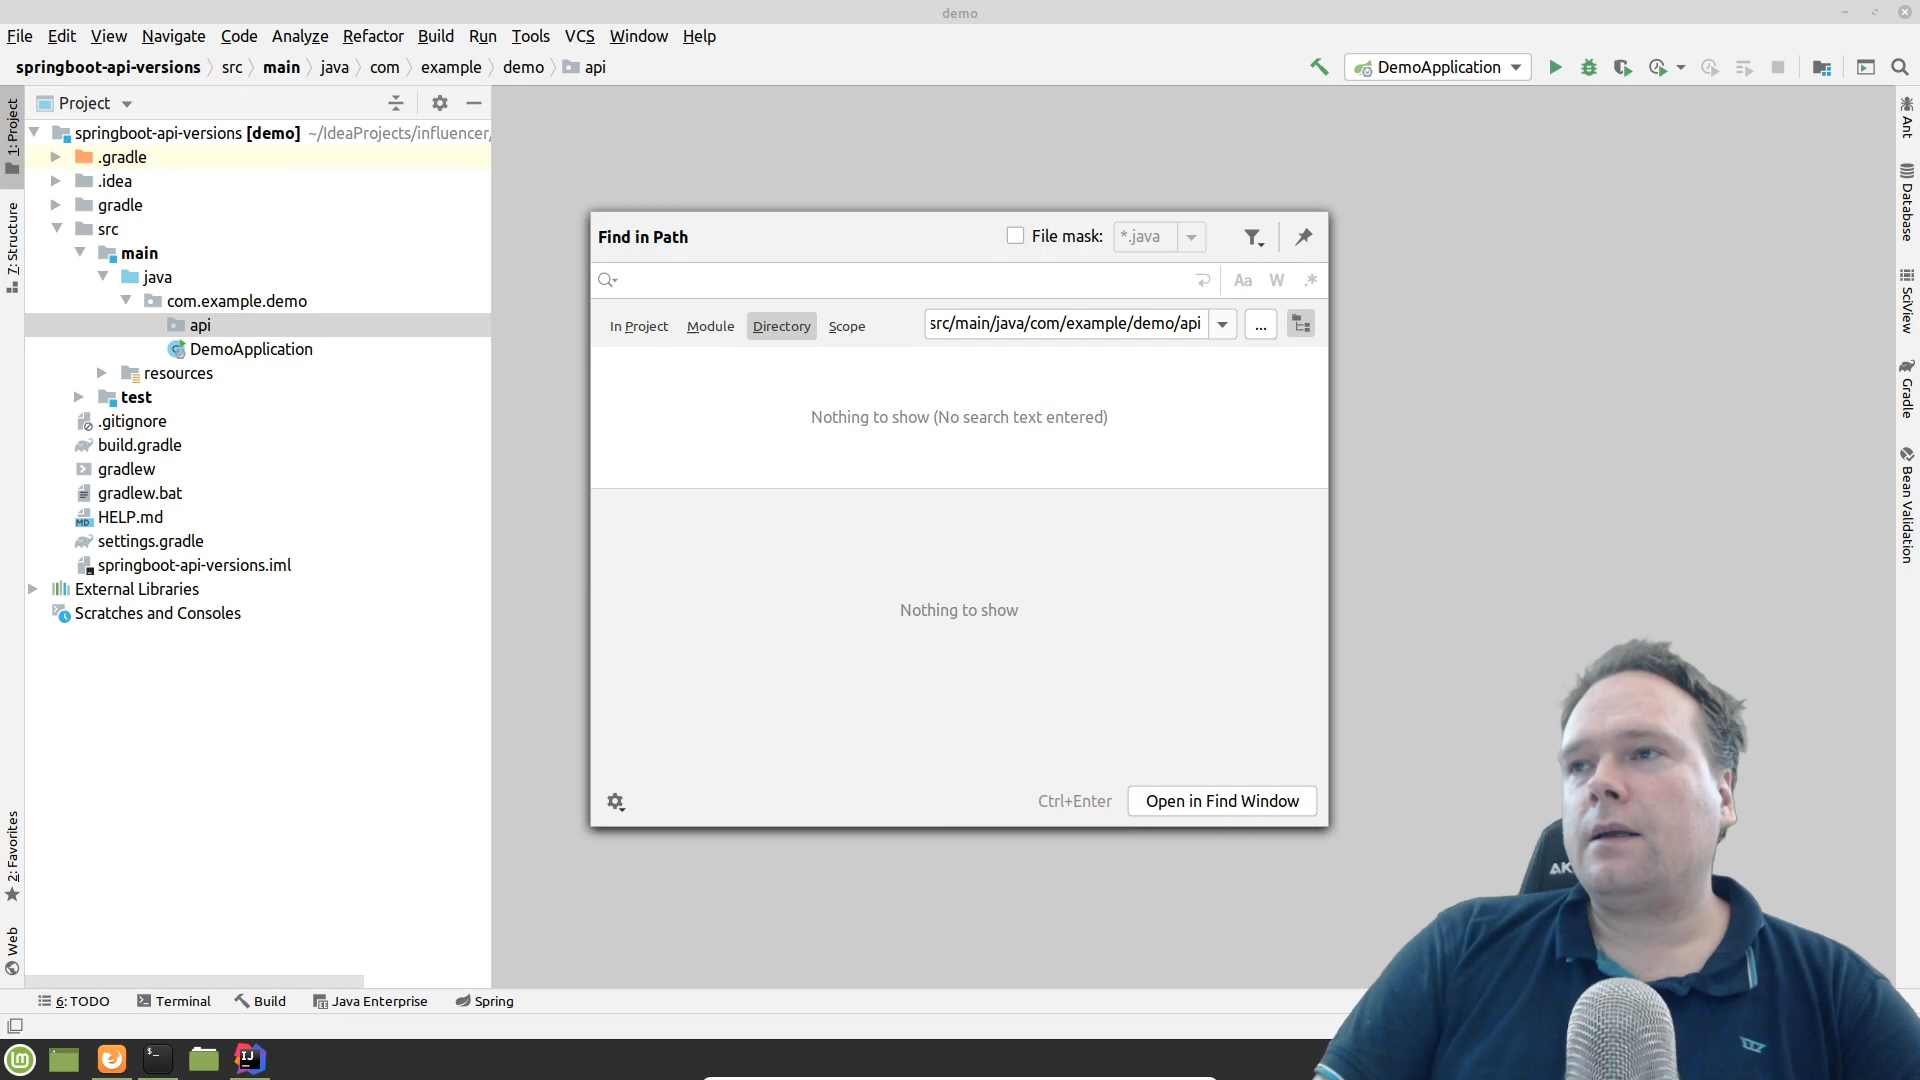 demo
File Edit View Navigate Code Analyze Refactor Build Run Tools VCS Window Help
springboot-api-versions src main java com example demo api
DemoApplication
Project
1: Project
7: Structure
2: Favorites
Web
springboot-api-versions [demo] ~/IdeaProjects/influencer/
.gradle
.idea
gradle
src
main
java
com.example.demo
api
DemoApplication
resources
test
.gitignore
build.gradle
gradlew
gradlew.bat
MD HELP.md
settings.gradle
springboot-api-versions.iml
External Libraries
Scratches and Consoles
Find in Path
File mask: *.java
Aa W .*
In Project Module Directory Scope
src/main/java/com/example/demo/api
...
Nothing to show (No search text entered)
Nothing to show
Ctrl+Enter
Open in Find Window
Ant
Database
SciView
Gradle
Bean Validation
6: TODO Terminal Build Java Enterprise Spring
IJ